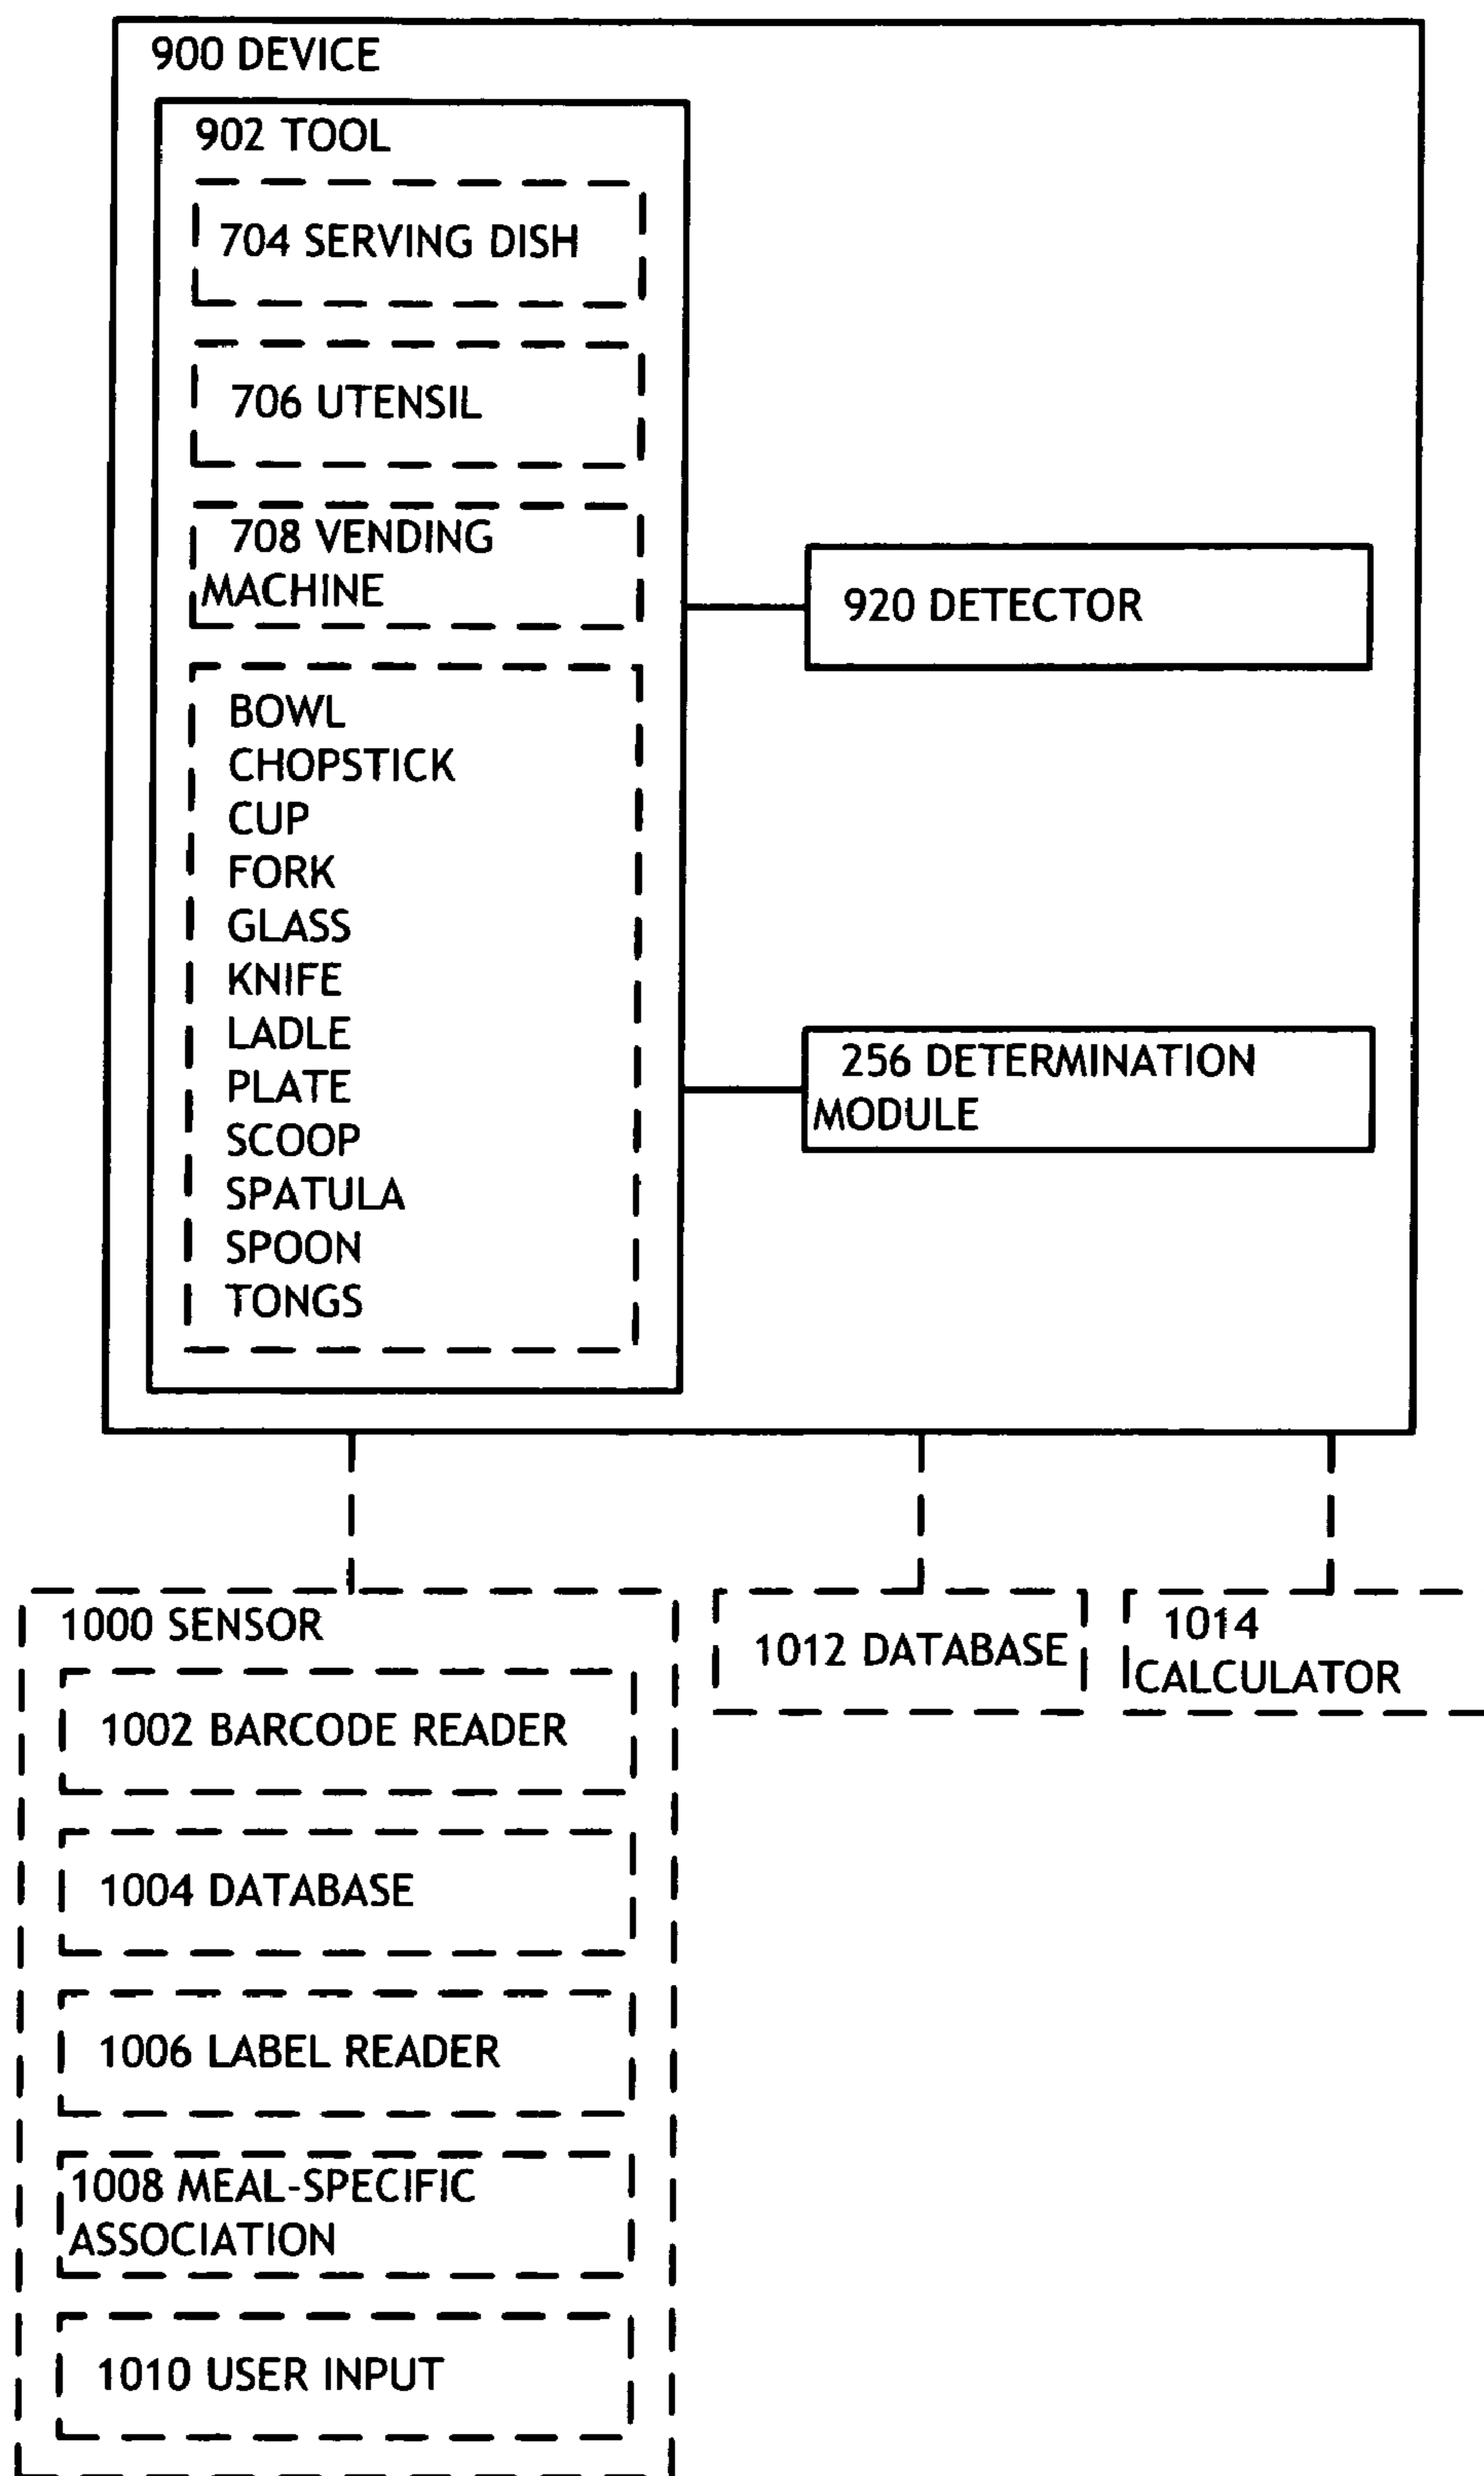 900 DEVICE
902 TOOL
704 SERVING DISH
706 UTENSIL
708 VENDING
MACHINE
BOWL
CHOPSTICK
CUP
FORK
GLASS
KNIFE
LADLE
PLATE
SCOOP
SPATULA
SPOON
TONGS
920 DETECTOR
256 DETERMINATION
MODULE
1000 SENSOR
1002 BARCODE READER
1004 DATABASE
1006 LABEL READER
1008 MEAL-SPECIFIC
ASSOCIATION
1010 USER INPUT
1012 DATABASE
1014
CALCULATOR